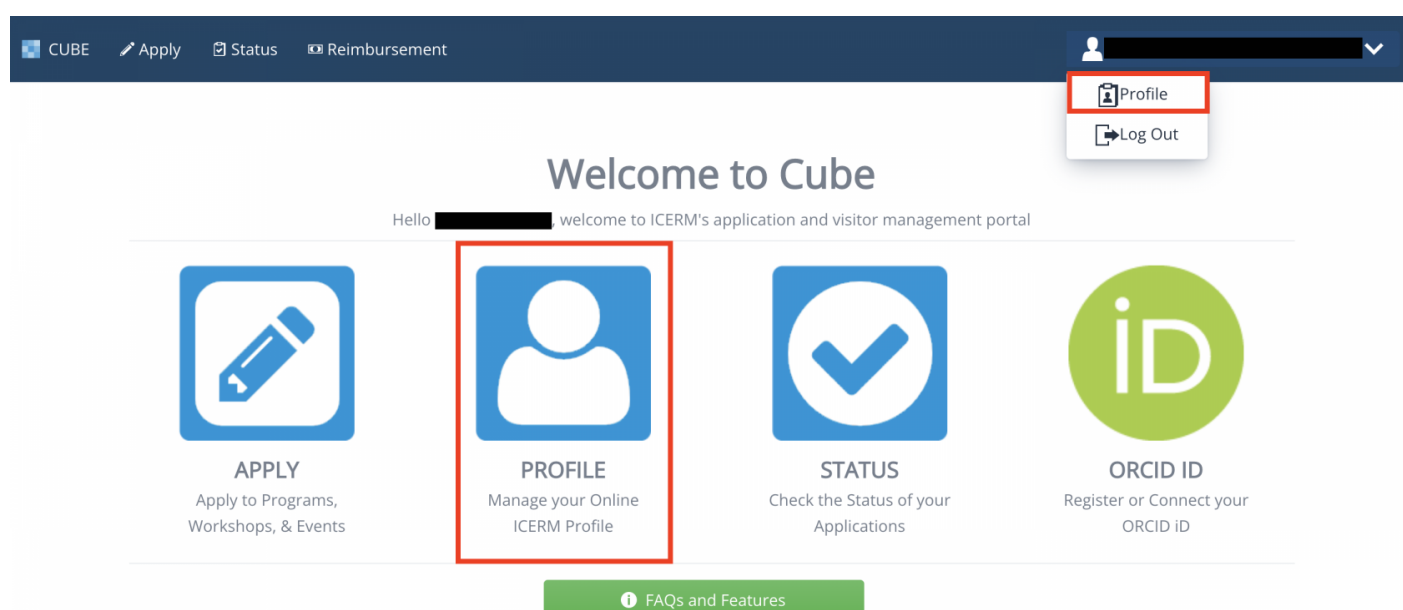 CUBE Apply Status Reimbursement
Profile
Log Out
Welcome to Cube
Hello , welcome to ICERM's application and visitor management portal
iD
APPLY
Apply to Programs,
Workshops, & Events
PROFILE
Manage your Online
ICERM Profile
STATUS
Check the Status of your
Applications
ORCID ID
Register or Connect your
ORCID iD
FAQs and Features